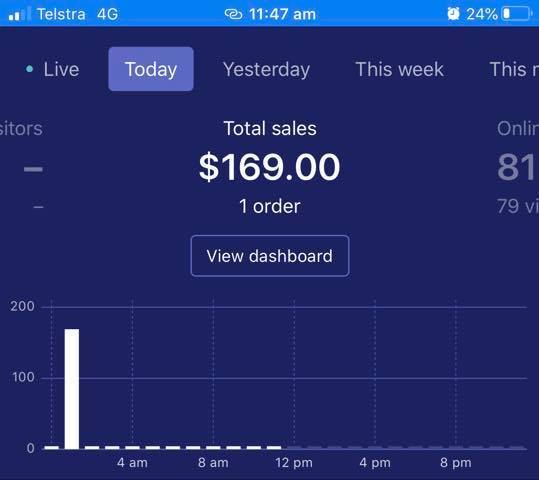 Telstra 4G 11:47 am 24%
Live Today Yesterday This week This
sitors Total sales Onlin
– $169.00 81
– 1 order 79 vi
View dashboard
200
100
0
4 am 8 am 12 pm 4 pm 8 pm